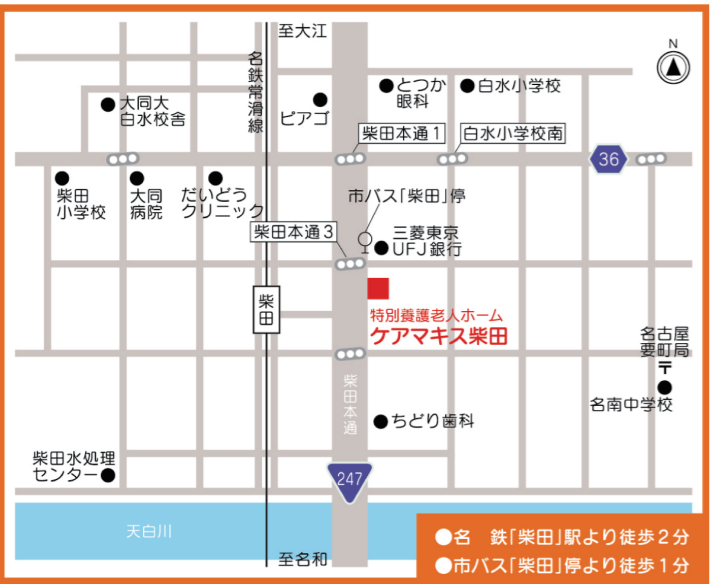 至大江
N
名鉄常滑線
とつか
眼科
白水小学校
大同大
白水校舎
ピアゴ
柴田本通1
白水小学校南
36
柴田
小学校
大同
病院
だいどう
クリニック
市バス「柴田」停
柴田本通3
三菱東京
UFJ銀行
柴田
特別養護老人ホーム
ケアマキス柴田
名古屋
要町局
〒
名南中学校
柴田本通
ちどり歯科
柴田水処理
センター
247
天白川
至名和
●名 鉄「柴田」駅より徒歩2分
●市バス「柴田」停より徒歩1分